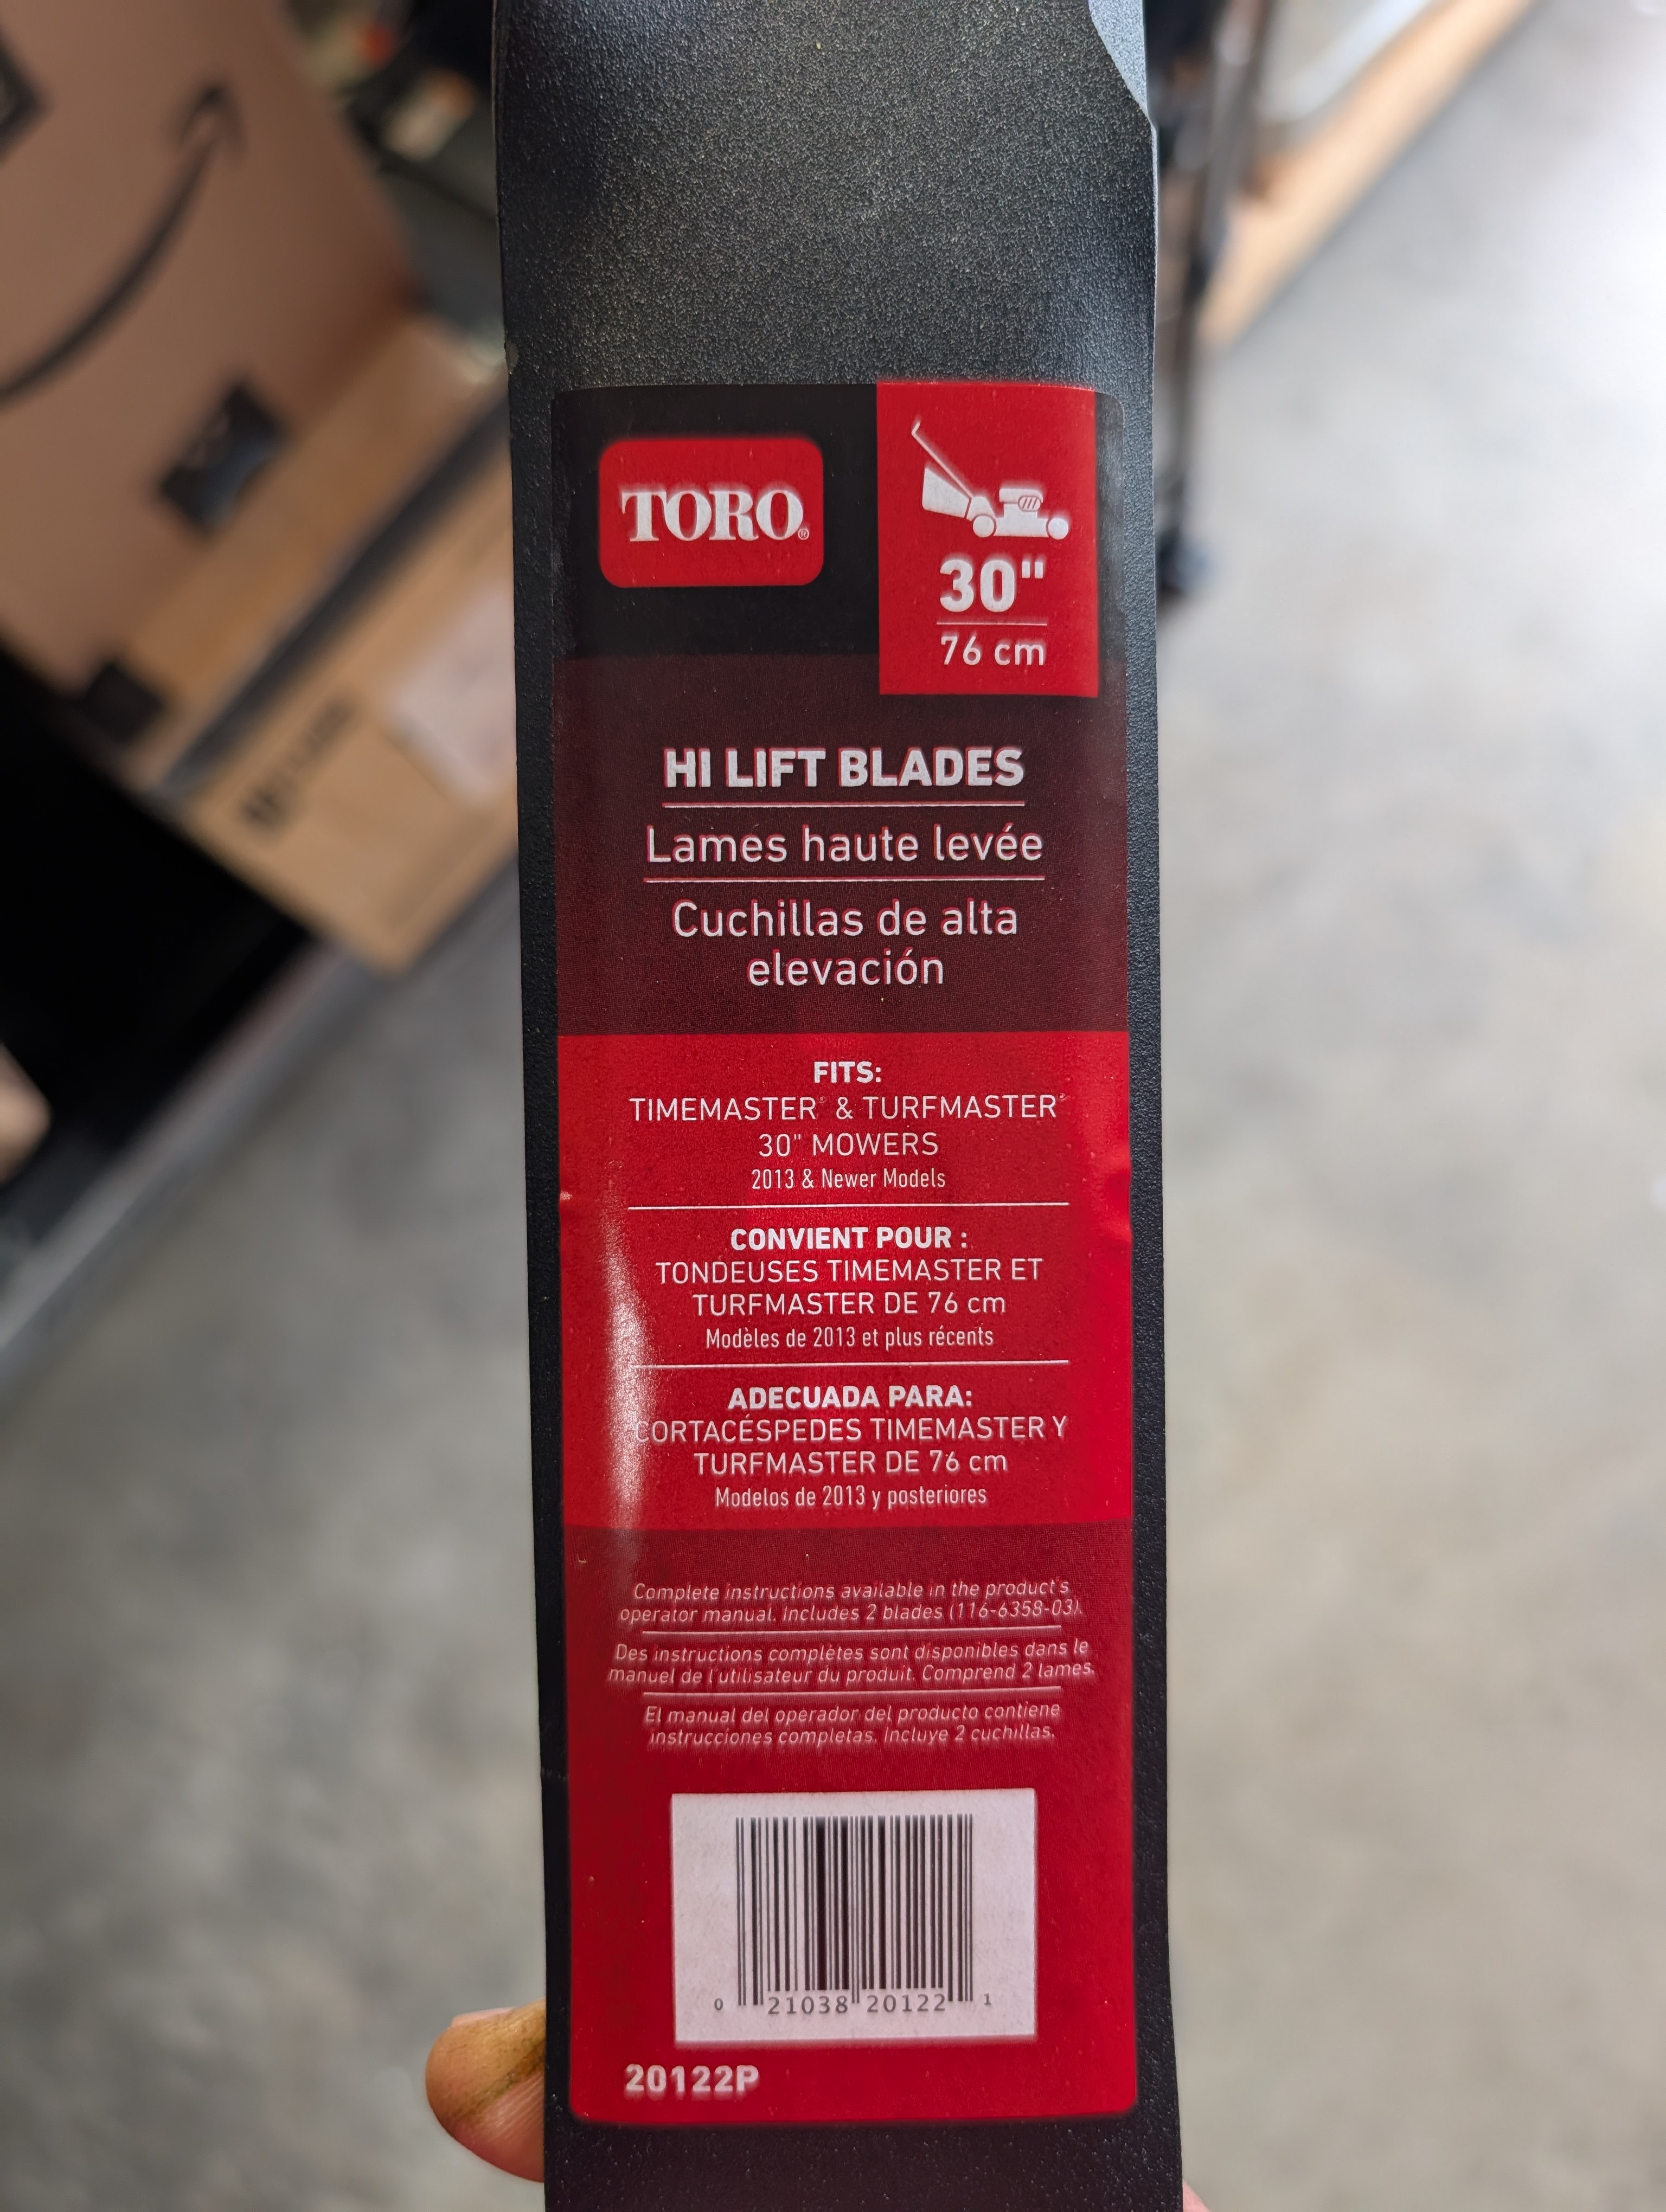 TORO®
30"
76 cm
HI LIFT BLADES
Lames haute levée
Cuchillas de alta
elevación
FITS:
TIMEMASTER® & TURFMASTER®
30" MOWERS
2013 & Newer Models
CONVIENT POUR :
TONDEUSES TIMEMASTER ET
TURFMASTER DE 76 cm
Modèles de 2013 et plus récents
ADECUADA PARA:
CORTACÉSPEDES TIMEMASTER Y
TURFMASTER DE 76 cm
Modelos de 2013 y posteriores
Complete instructions available in the product's
operator manual. Includes 2 blades (116-6358-03).
Des instructions complètes sont disponibles dans le
manuel de l'utilisateur du produit. Comprend 2 lames.
El manual del operador del producto contiene
instrucciones completas. Incluye 2 cuchillas.
0 21038 20122 1
20122P